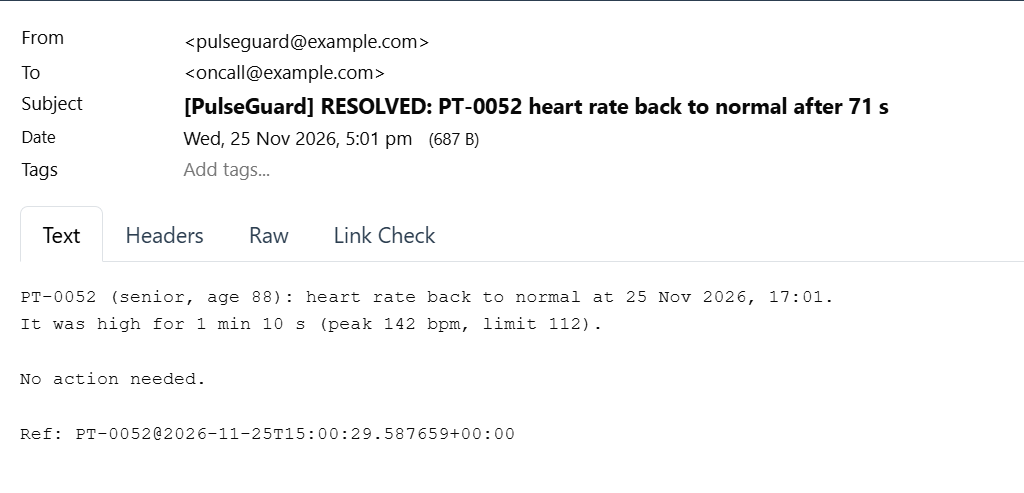 From <pulseguard@example.com>
To <oncall@example.com>
Subject [PulseGuard] RESOLVED: PT-0052 heart rate back to normal after 71 s
Date Wed, 25 Nov 2026, 5:01 pm (687 B)
Tags Add tags...
Text Headers Raw Link Check
PT-0052 (senior, age 88): heart rate back to normal at 25 Nov 2026, 17:01.
It was high for 1 min 10 s (peak 142 bpm, limit 112).
No action needed.
Ref: PT-0052@2026-11-25T15:00:29.587659+00:00